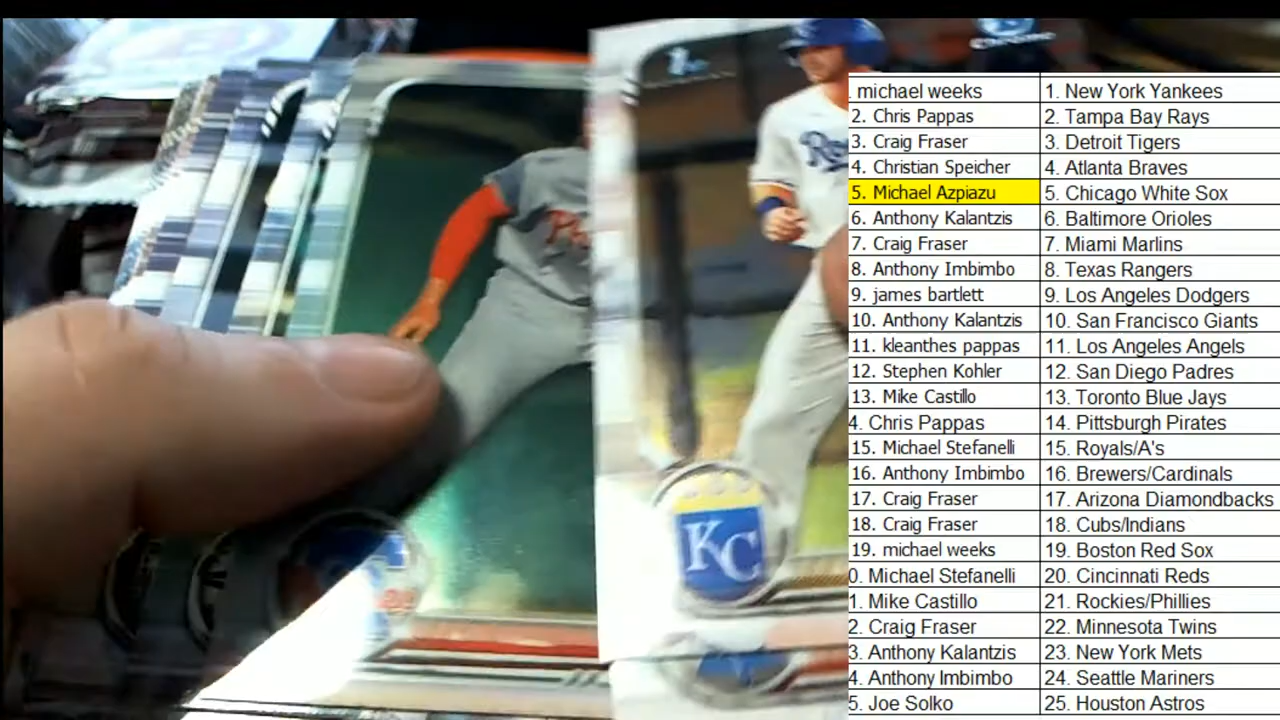 . michael weeks 1. New York Yankees
2. Chris Pappas 2. Tampa Bay Rays
3. Craig Fraser 3. Detroit Tigers
4. Christian Speicher 4. Atlanta Braves
5. Michael Azpiazu 5. Chicago White Sox
6. Anthony Kalantzis 6. Baltimore Orioles
7. Craig Fraser 7. Miami Marlins
8. Anthony Imbimbo 8. Texas Rangers
9. james bartlett 9. Los Angeles Dodgers
10. Anthony Kalantzis 10. San Francisco Giants
11. kleanthes pappas 11. Los Angeles Angels
12. Stephen Kohler 12. San Diego Padres
13. Mike Castillo 13. Toronto Blue Jays
4. Chris Pappas 14. Pittsburgh Pirates
15. Michael Stefanelli 15. Royals/A's
16. Anthony Imbimbo 16. Brewers/Cardinals
17. Craig Fraser 17. Arizona Diamondbacks
18. Craig Fraser 18. Cubs/Indians
19. michael weeks 19. Boston Red Sox
0. Michael Stefanelli 20. Cincinnati Reds
1. Mike Castillo 21. Rockies/Phillies
2. Craig Fraser 22. Minnesota Twins
3. Anthony Kalantzis 23. New York Mets
4. Anthony Imbimbo 24. Seattle Mariners
5. Joe Solko 25. Houston Astros
KC